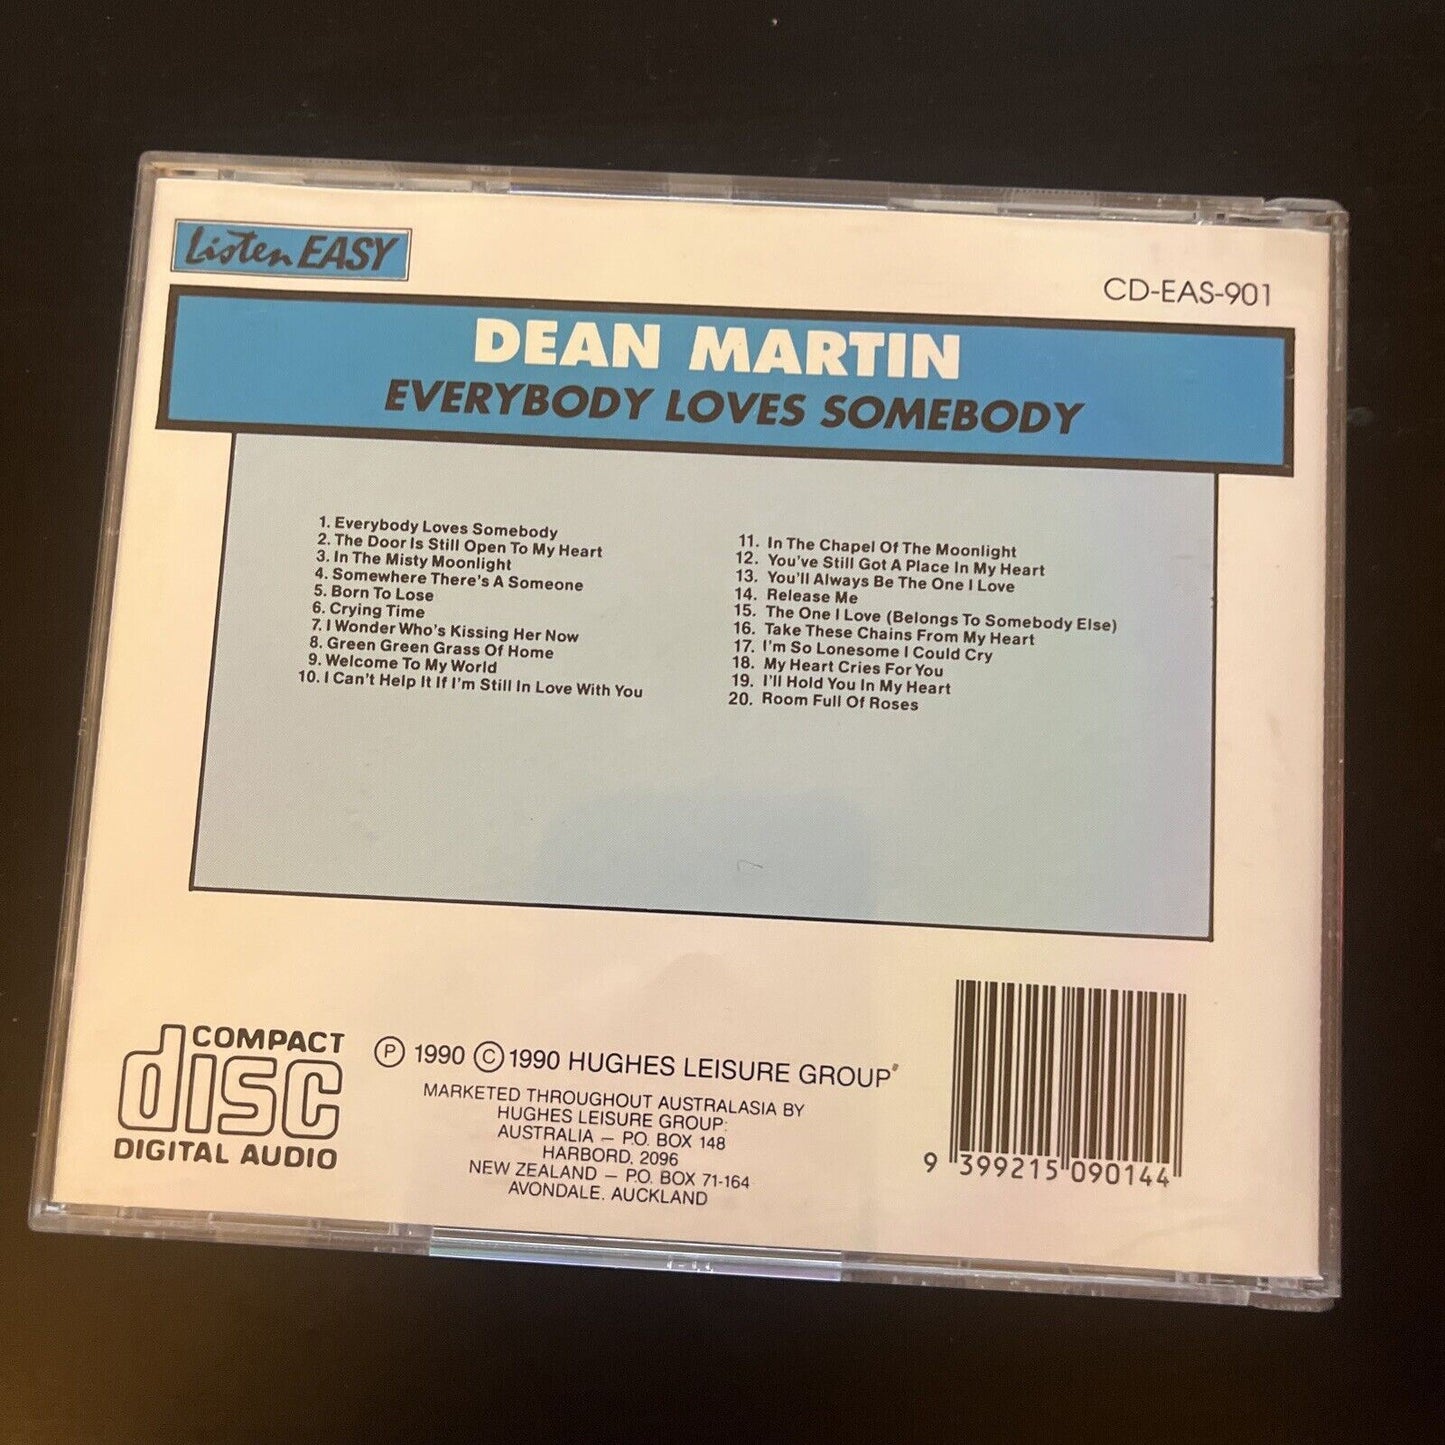 Listen EASY
CD-EAS-901
DEAN MARTIN
EVERYBODY LOVES SOMEBODY
1. Everybody Loves Somebody
2. The Door Is Still Open To My Heart
3. In The Misty Moonlight
4. Somewhere There's A Someone
5. Born To Lose
6. Crying Time
7. I Wonder Who's Kissing Her Now
8. Green Green Grass Of Home
9. Welcome To My World
10. I Can't Help It If I'm Still In Love With You
11. In The Chapel Of The Moonlight
12. You've Still Got A Place In My Heart
13. You'll Always Be The One I Love
14. Release Me
15. The One I Love (Belongs To Somebody Else)
16. Take These Chains From My Heart
17. I'm So Lonesome I Could Cry
18. My Heart Cries For You
19. I'll Hold You In My Heart
20. Room Full Of Roses
COMPACT
disc
DIGITAL AUDIO
Ⓟ 1990 © 1990 HUGHES LEISURE GROUP
MARKETED THROUGHOUT AUSTRALASIA BY
HUGHES LEISURE GROUP:
AUSTRALIA – P.O. BOX 148
HARBORD, 2096
NEW ZEALAND – P.O. BOX 71-164
AVONDALE, AUCKLAND
9 399215 090144